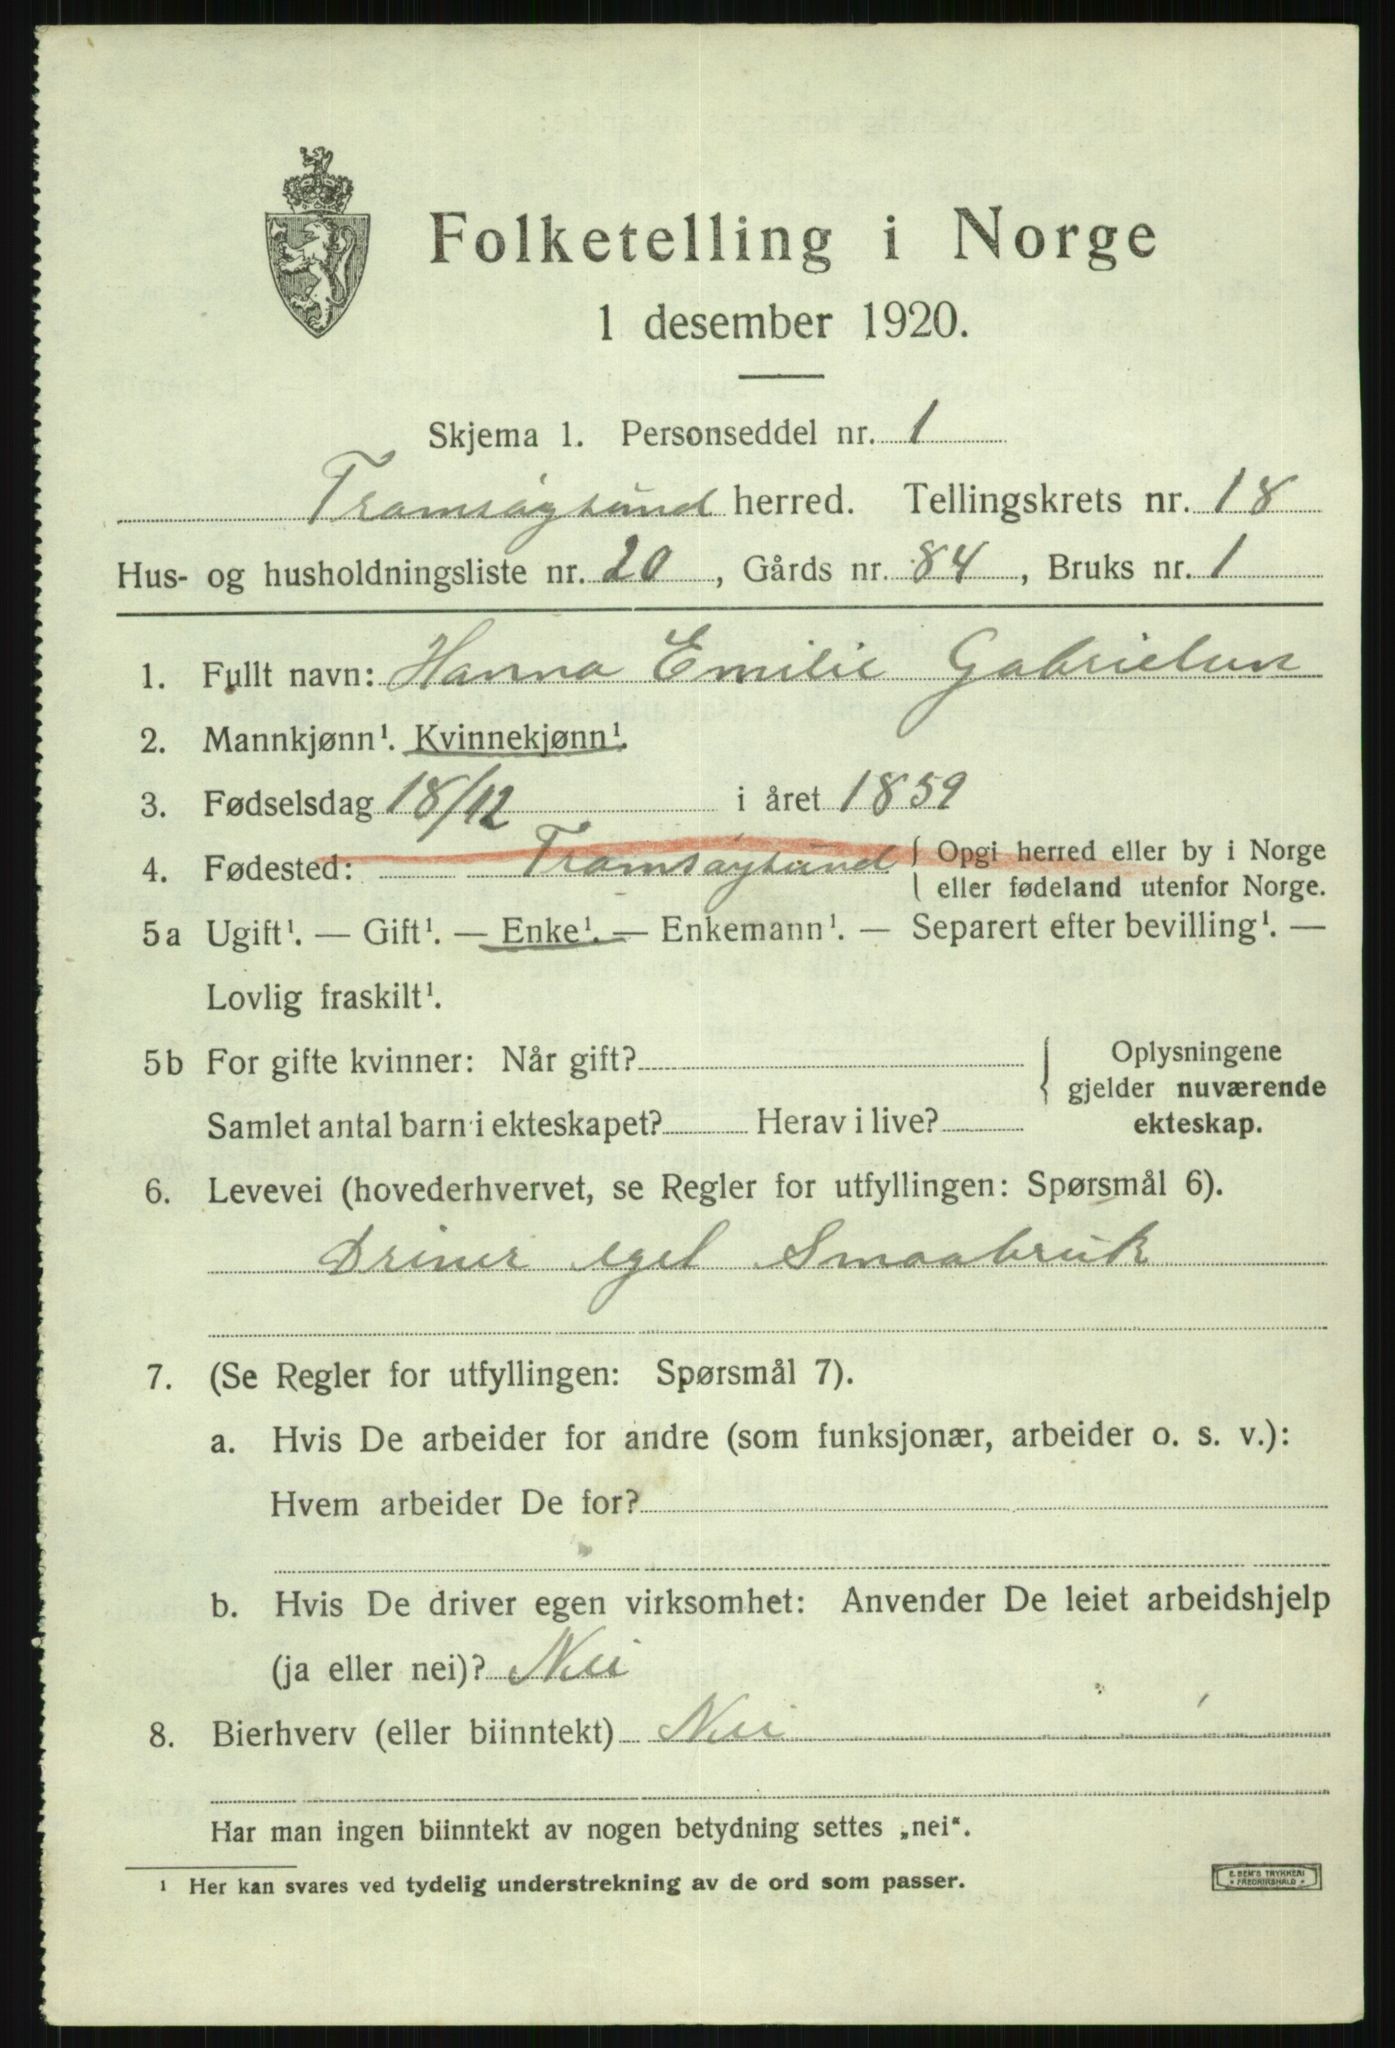 Folketelling i Norge
1 desember 1920.
Skjema 1. Personseddel nr. 1
Tromsøysund herred. Tellingskrets nr. 18
Hus- og husholdningsliste nr. 20, Gårds nr. 84, Bruks nr. 1
1. Fullt navn: Hanna Emilie Gabrielsen
2. Mannkjønn¹. Kvinnekjønn¹.
3. Fødselsdag 18/12 i året 1859
4. Fødested: Tromsøysund { Opgi herred eller by i Norge
eller fødeland utenfor Norge.
5a Ugift¹. — Gift¹. — Enke¹. — Enkemann¹. — Separert efter bevilling¹. —
Lovlig fraskilt¹.
5b For gifte kvinner: Når gift? { Oplysningene
gjelder nuværende
Samlet antal barn i ekteskapet? Herav i live? ekteskap.
6. Levevei (hovederhvervet, se Regler for utfyllingen: Spørsmål 6).
Driver eget Smaabruk
7. (Se Regler for utfyllingen: Spørsmål 7).
a. Hvis De arbeider for andre (som funksjonær, arbeider o. s. v.):
Hvem arbeider De for?
b. Hvis De driver egen virksomhet: Anvender De leiet arbeidshjelp
(ja eller nei)? Nei
8. Bierhverv (eller biinntekt) Nei
Har man ingen biinntekt av nogen betydning settes „nei“.
¹ Her kan svares ved tydelig understrekning av de ord som passer.
E. SEM'S TRYKKERI
FREDRIKSHALD